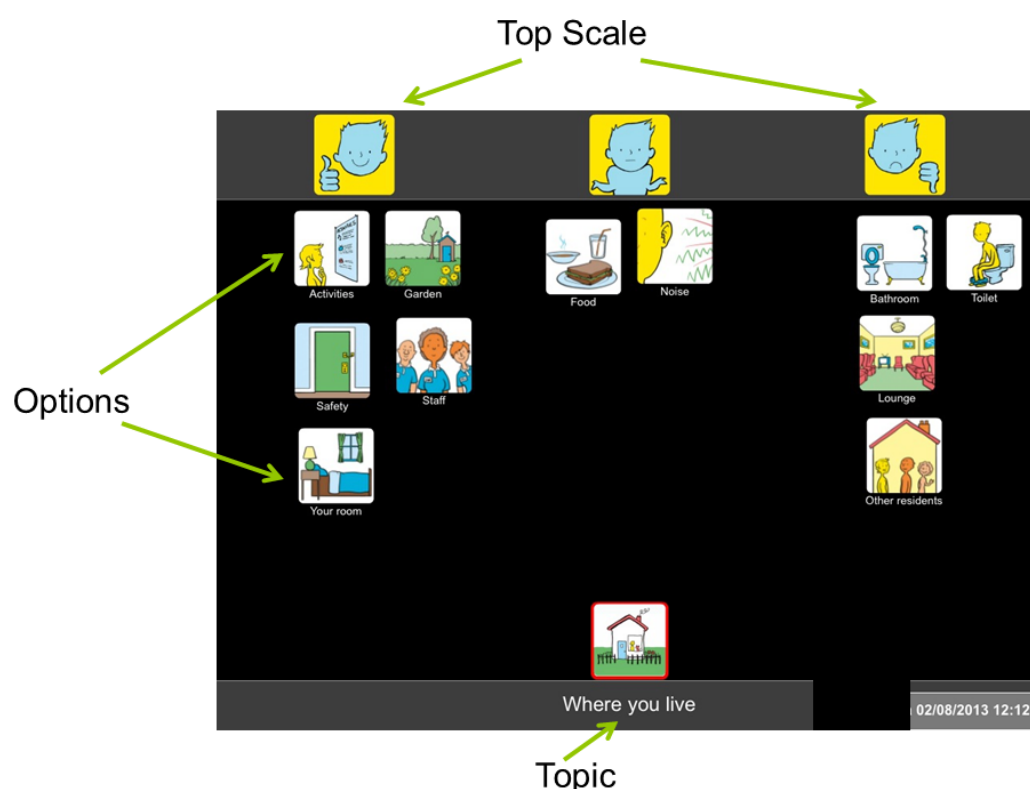 Top Scale
Activities
Garden
Food
Noise
Bathroom
Toilet
Safety
Staff
Lounge
Options
Your room
Other residents
Where you live
02/08/2013 12:12
Topic